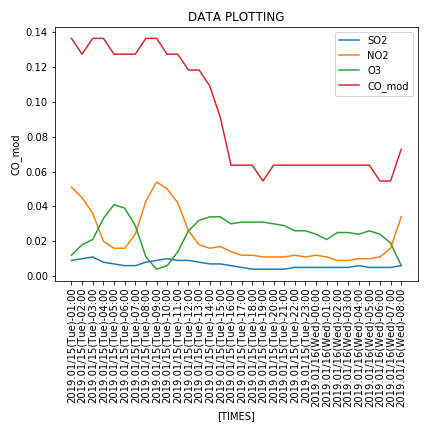 DATA PLOTTING
SO2
NO2
O3
CO_mod
0.14
0.12
0.10
0.08
0.06
0.04
0.02
0.00
CO_mod
2019.01/15(Tue)-01:00
2019.01/15(Tue)-02:00
2019.01/15(Tue)-03:00
2019.01/15(Tue)-04:00
2019.01/15(Tue)-05:00
2019.01/15(Tue)-06:00
2019.01/15(Tue)-07:00
2019.01/15(Tue)-08:00
2019.01/15(Tue)-09:00
2019.01/15(Tue)-10:00
2019.01/15(Tue)-11:00
2019.01/15(Tue)-12:00
2019.01/15(Tue)-13:00
2019.01/15(Tue)-14:00
2019.01/15(Tue)-15:00
2019.01/15(Tue)-16:00
2019.01/15(Tue)-17:00
2019.01/15(Tue)-18:00
2019.01/15(Tue)-19:00
2019.01/15(Tue)-20:00
2019.01/15(Tue)-21:00
2019.01/15(Tue)-22:00
2019.01/15(Tue)-23:00
2019.01/16(Wed)-00:00
2019.01/16(Wed)-01:00
2019.01/16(Wed)-02:00
2019.01/16(Wed)-03:00
2019.01/16(Wed)-04:00
2019.01/16(Wed)-05:00
2019.01/16(Wed)-06:00
2019.01/16(Wed)-07:00
2019.01/16(Wed)-08:00
[TIMES]